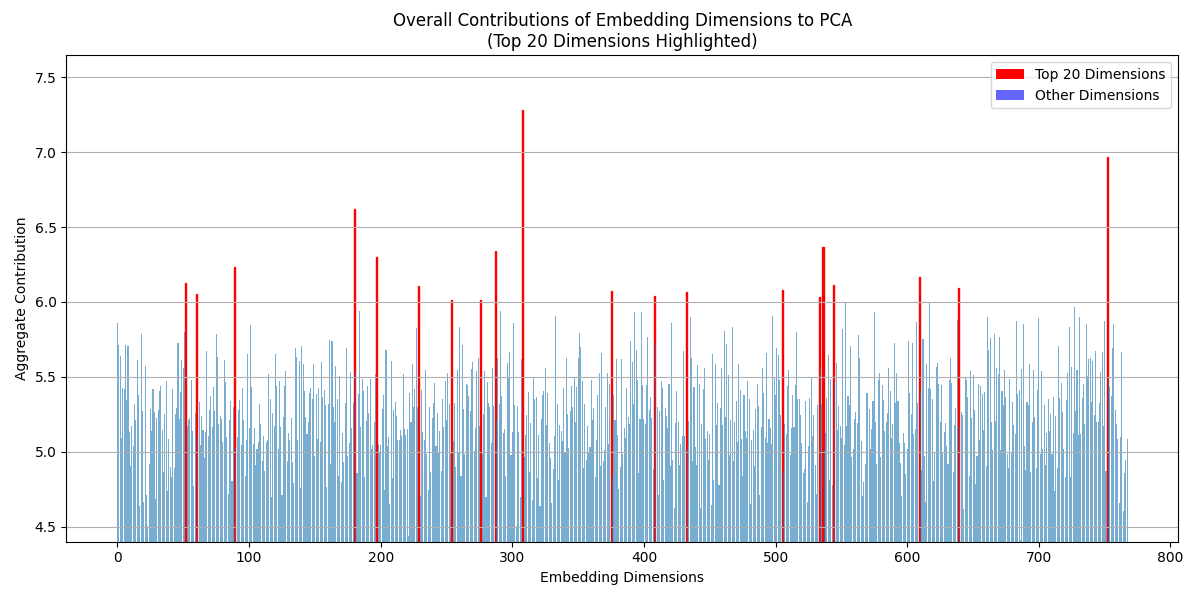 Overall Contributions of Embedding Dimensions to PCA
(Top 20 Dimensions Highlighted)
Top 20 Dimensions
Other Dimensions
Aggregate Contribution
7.5
7.0
6.5
6.0
5.5
5.0
4.5
0 100 200 300 400 500 600 700 800
Embedding Dimensions